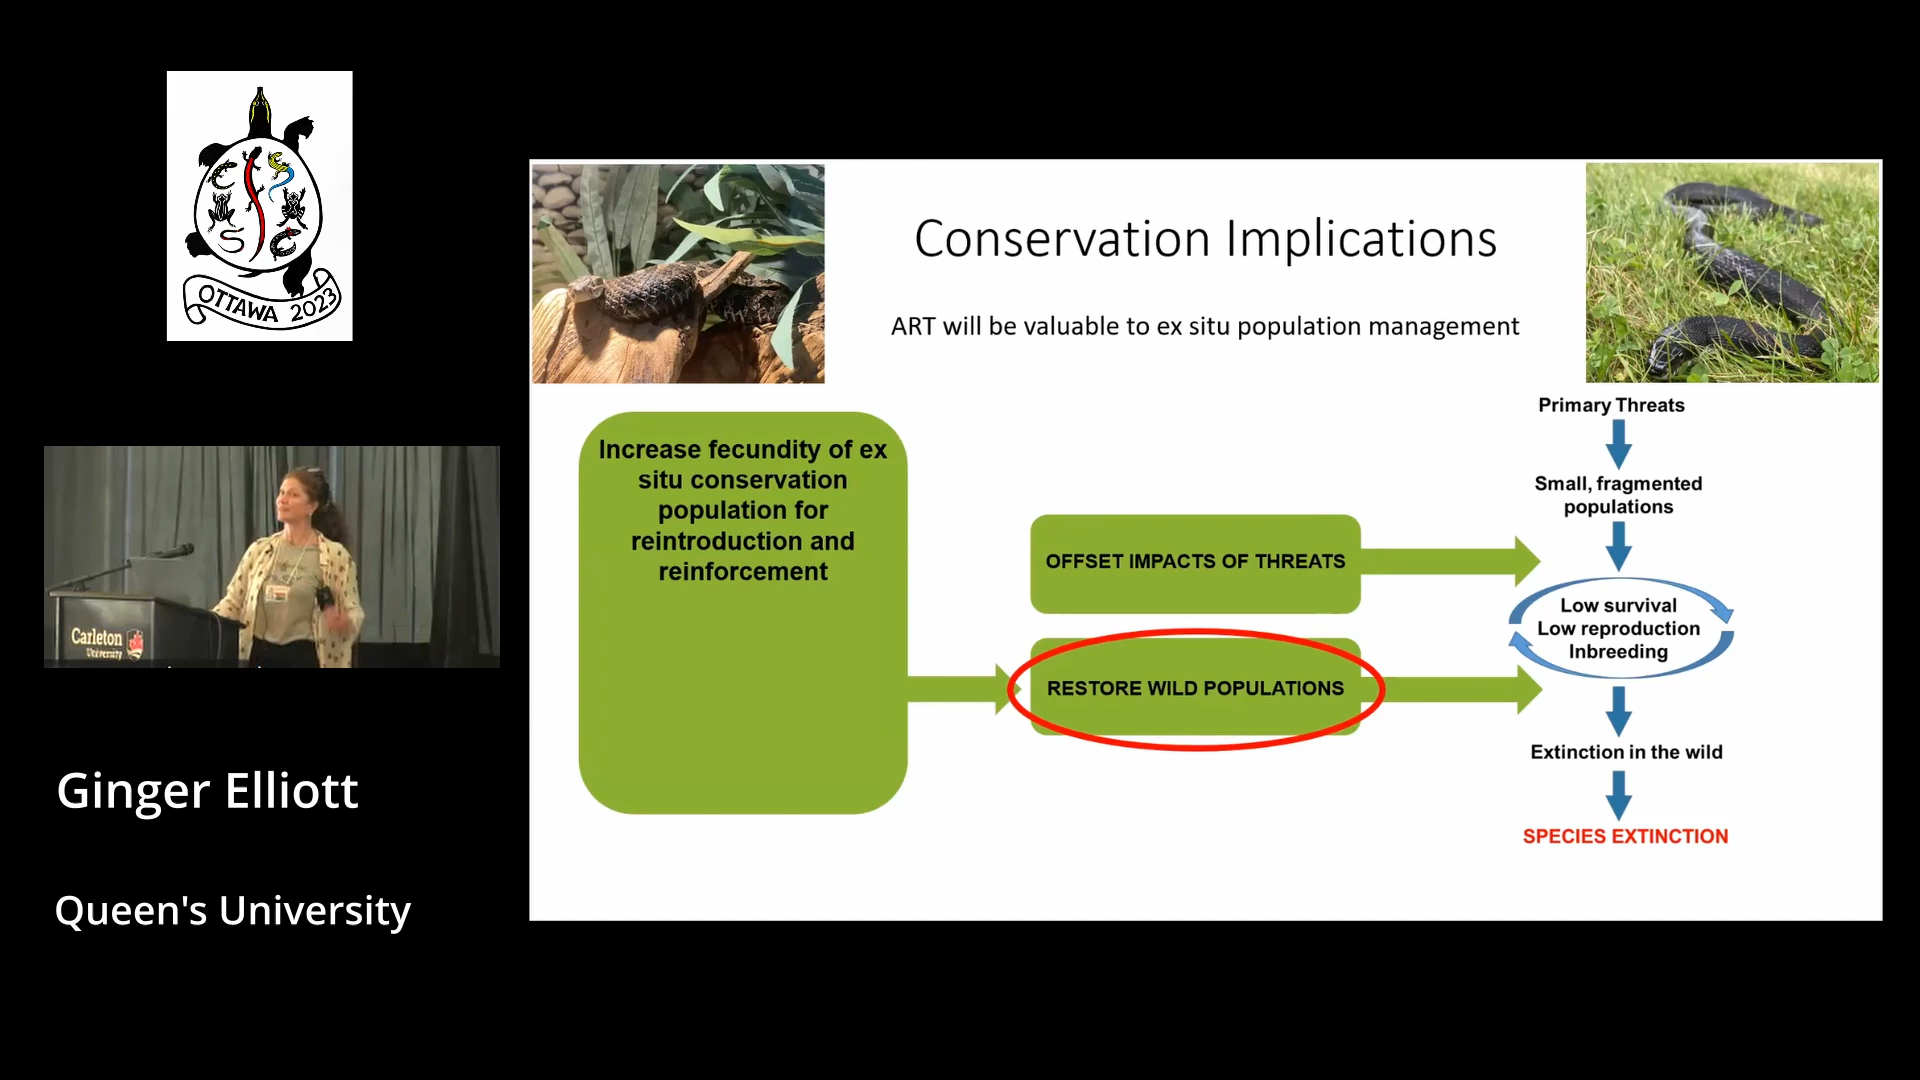 OTTAWA 2023
Carleton
University
Ginger Elliott
Queen's University
Conservation Implications
ART will be valuable to ex situ population management
Increase fecundity of ex
situ conservation
population for
reintroduction and
reinforcement
OFFSET IMPACTS OF THREATS
RESTORE WILD POPULATIONS
Primary Threats
Small, fragmented
populations
Low survival
Low reproduction
Inbreeding
Extinction in the wild
SPECIES EXTINCTION